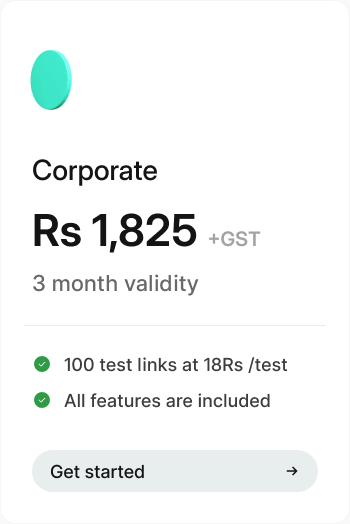 Corporate
Rs 1,825 +GST
3 month validity
100 test links at 18Rs /test
All features are included
Get started →